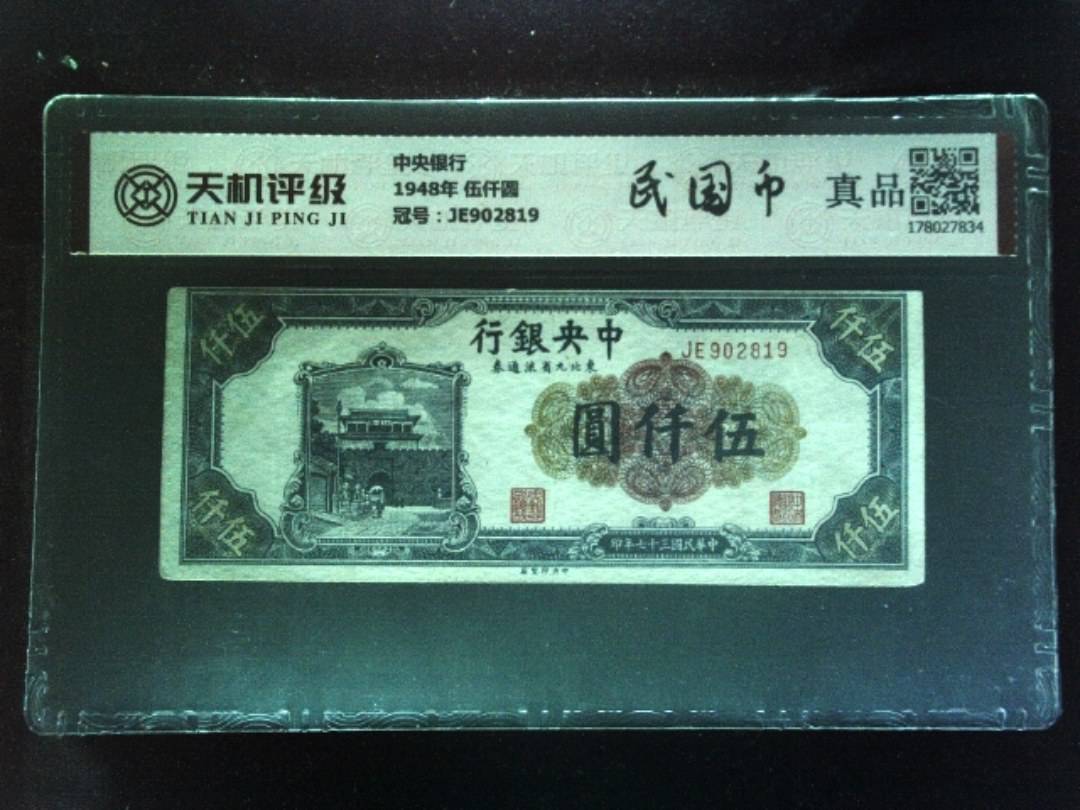 天机评级
TIAN JI PING JI
中央银行
1948年 伍仟圆
冠号：JE902819
民国币
真品
178027834
伍仟
伍仟
中央銀行
東北九省流通券
JE902819
伍仟圓
伍仟
伍仟
中華民國三十七年印